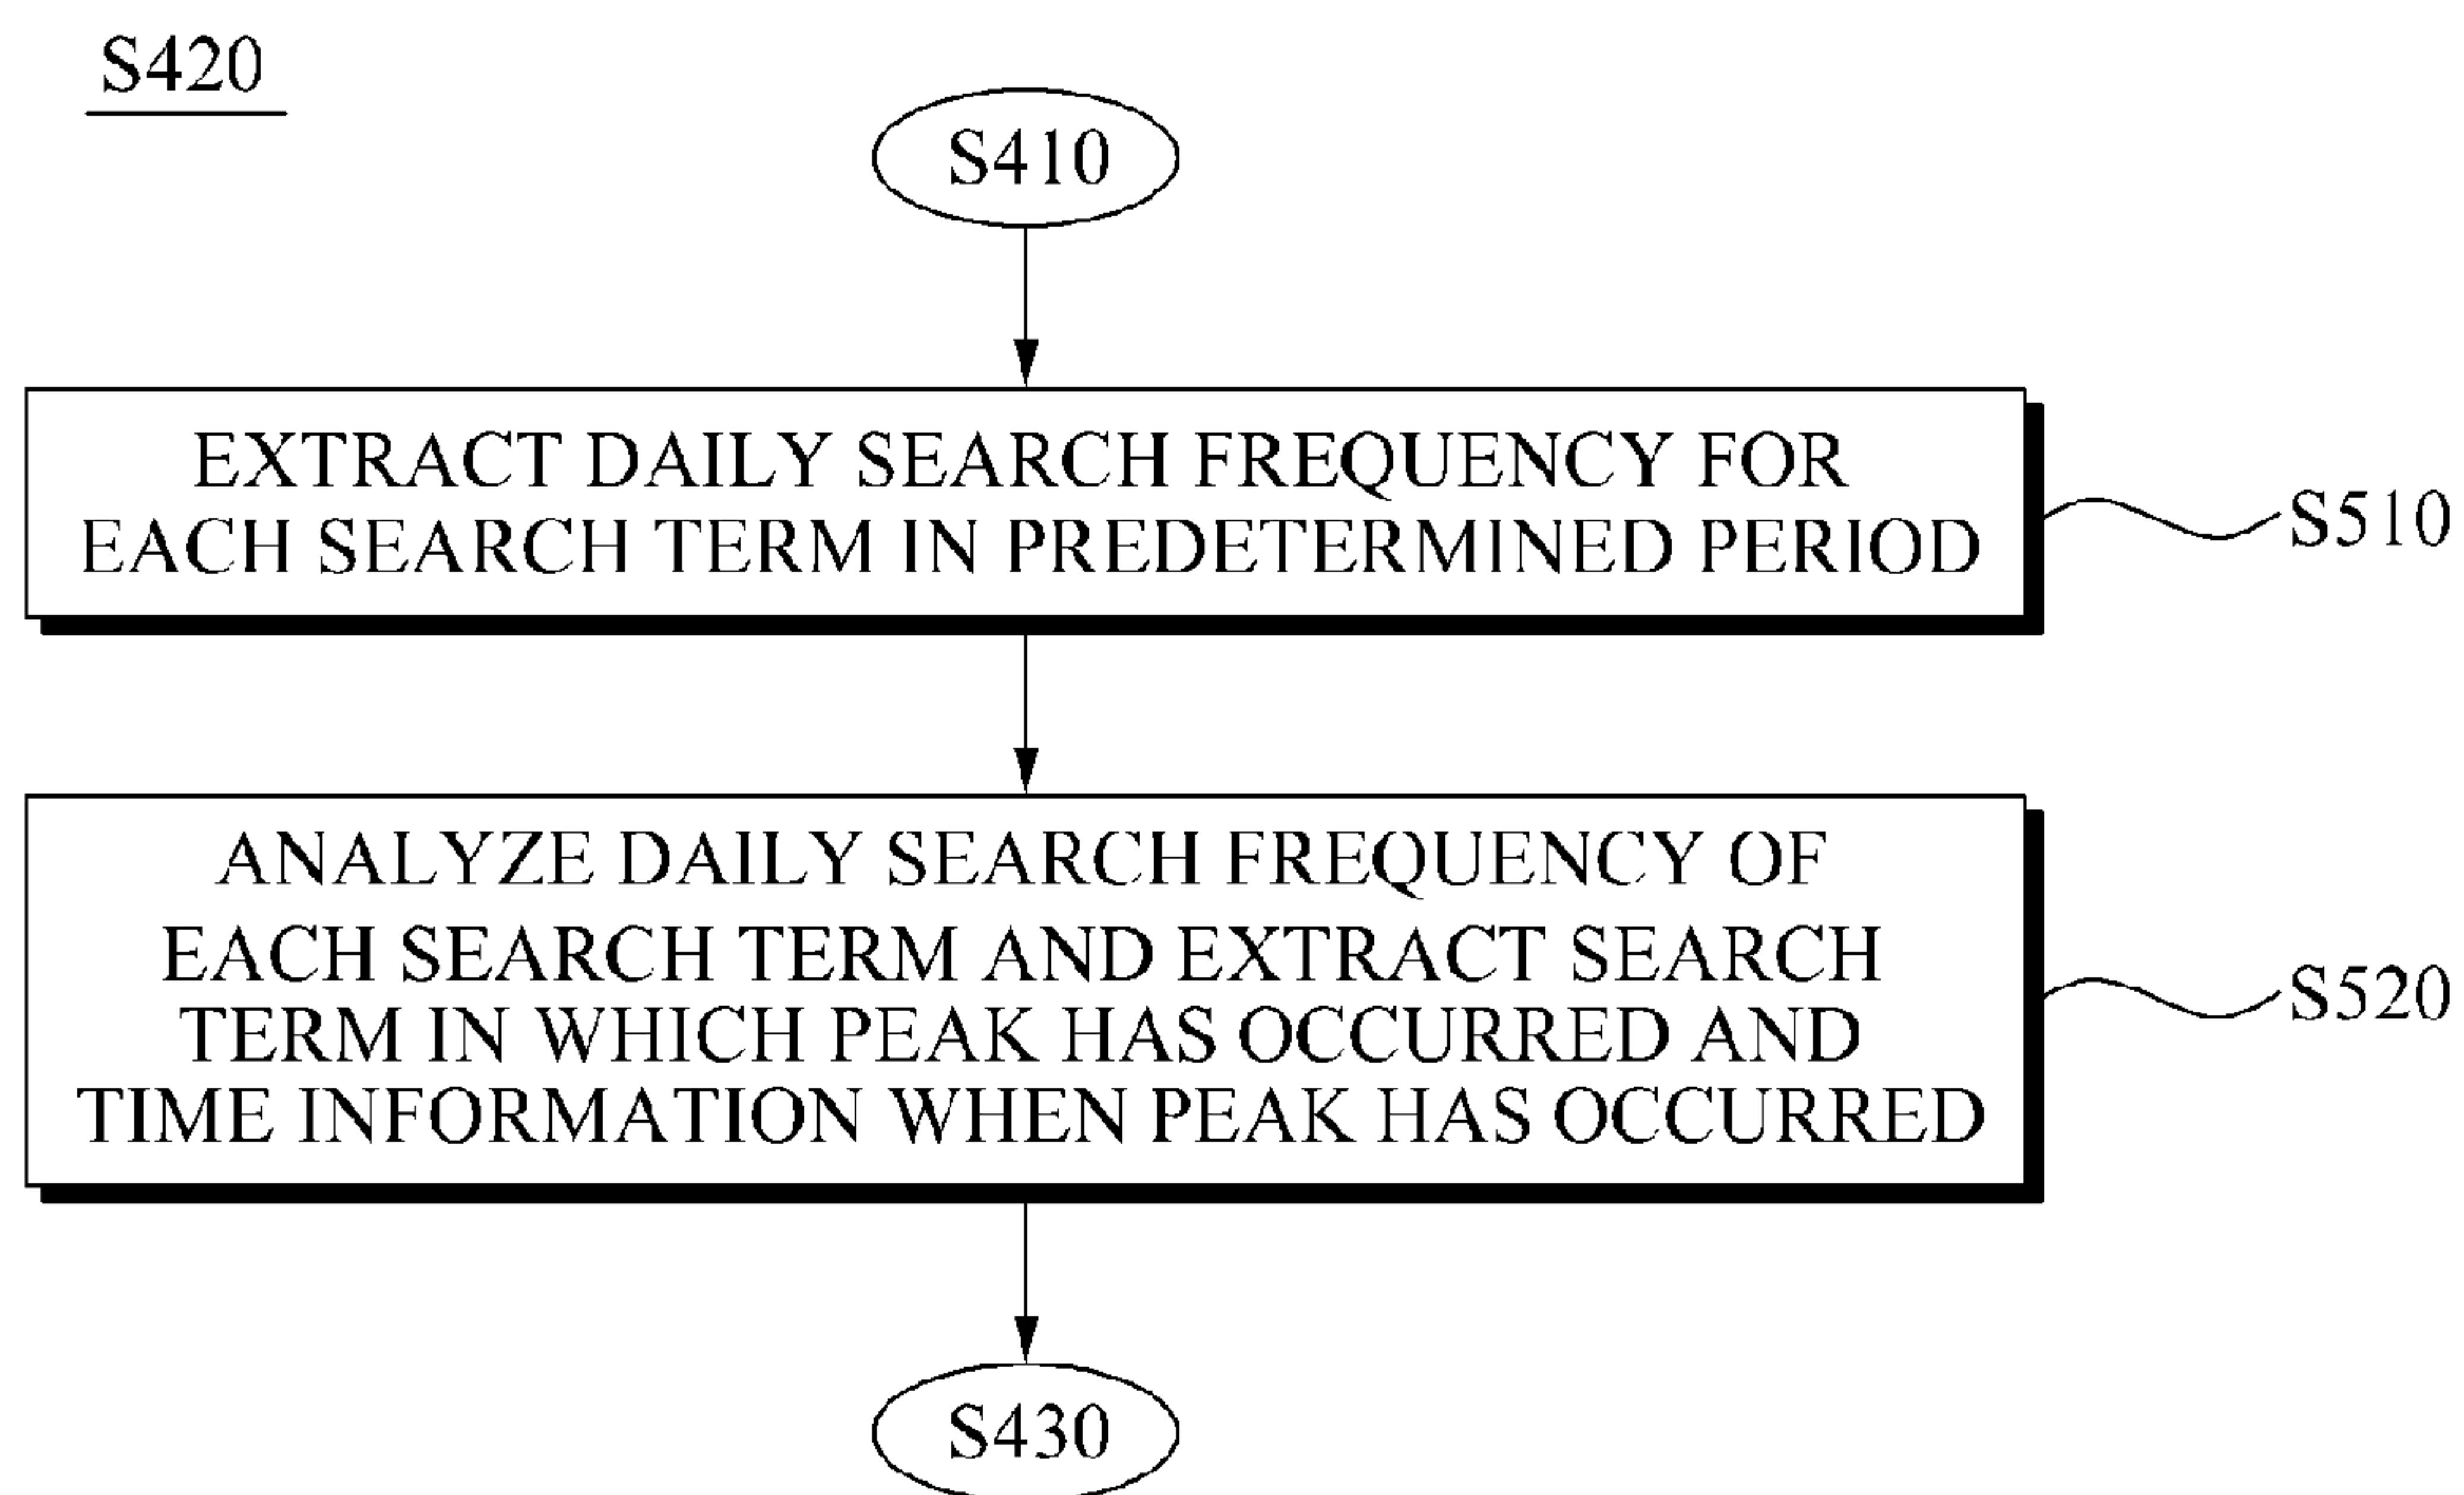 S420
S410
EXTRACT DAILY SEARCH FREQUENCY FOR
EACH SEARCH TERM IN PREDETERMINED PERIOD
S510
ANALYZE DAILY SEARCH FREQUENCY OF
EACH SEARCH TERM AND EXTRACT SEARCH
TERM IN WHICH PEAK HAS OCCURRED AND
TIME INFORMATION WHEN PEAK HAS OCCURRED
S520
S430